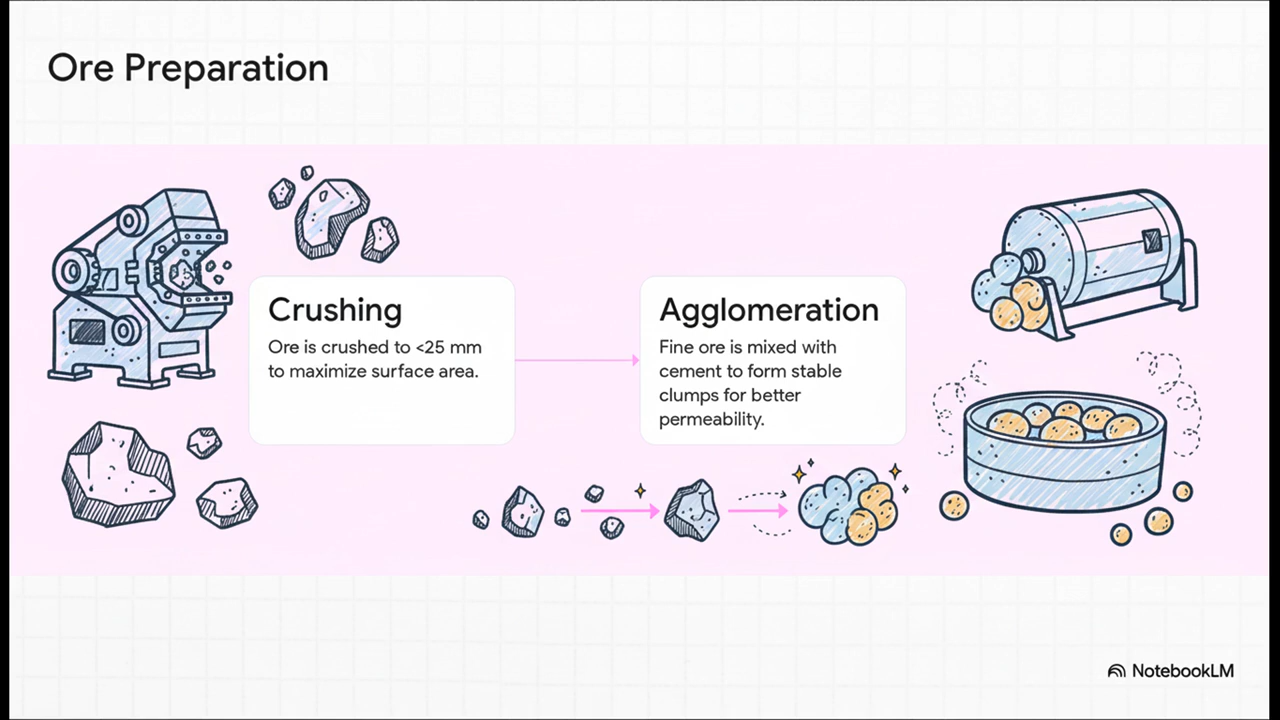 Ore Preparation
Crushing
Ore is crushed to <25 mm
to maximize surface area.
Agglomeration
Fine ore is mixed with
cement to form stable
clumps for better
permeability.
NotebookLM